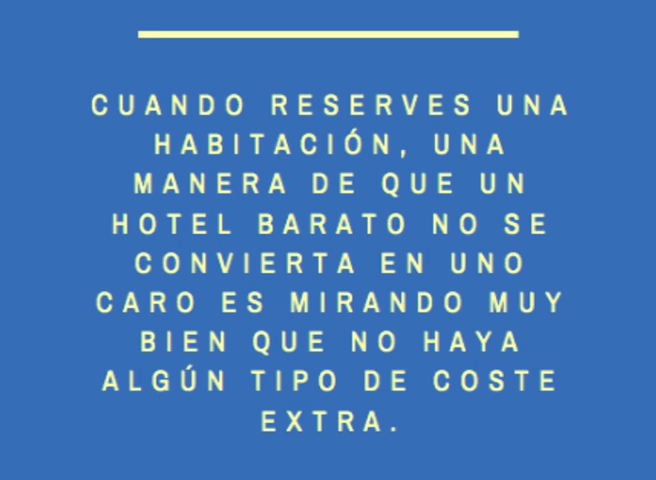 CUANDO RESERVES UNA
HABITACIÓN, UNA
MANERA DE QUE UN
HOTEL BARATO NO SE
CONVIERTA EN UNO
CARO ES MIRANDO MUY
BIEN QUE NO HAYA
ALGÚN TIPO DE COSTE
EXTRA.